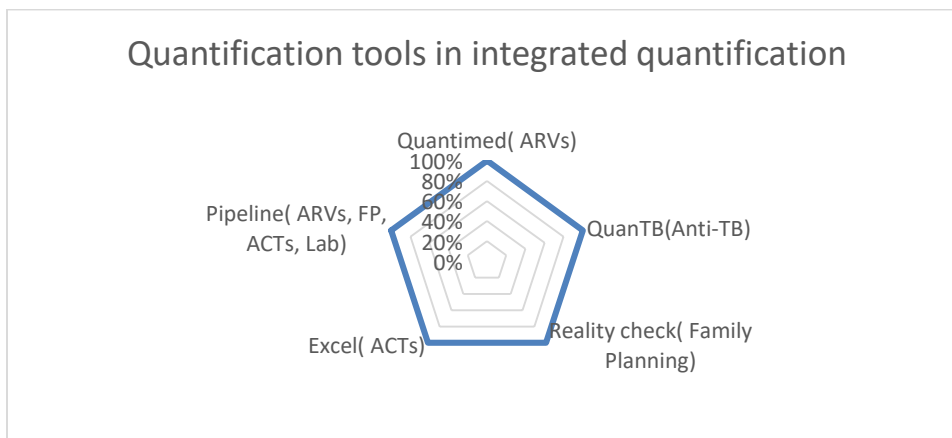 Quantification tools in integrated quantification
Quantimed( ARVs)
100%
80%
60%
40%
20%
0%
QuanTB(Anti-TB)
Reality check( Family
Planning)
Excel( ACTs)
Pipeline( ARVs, FP,
ACTs, Lab)